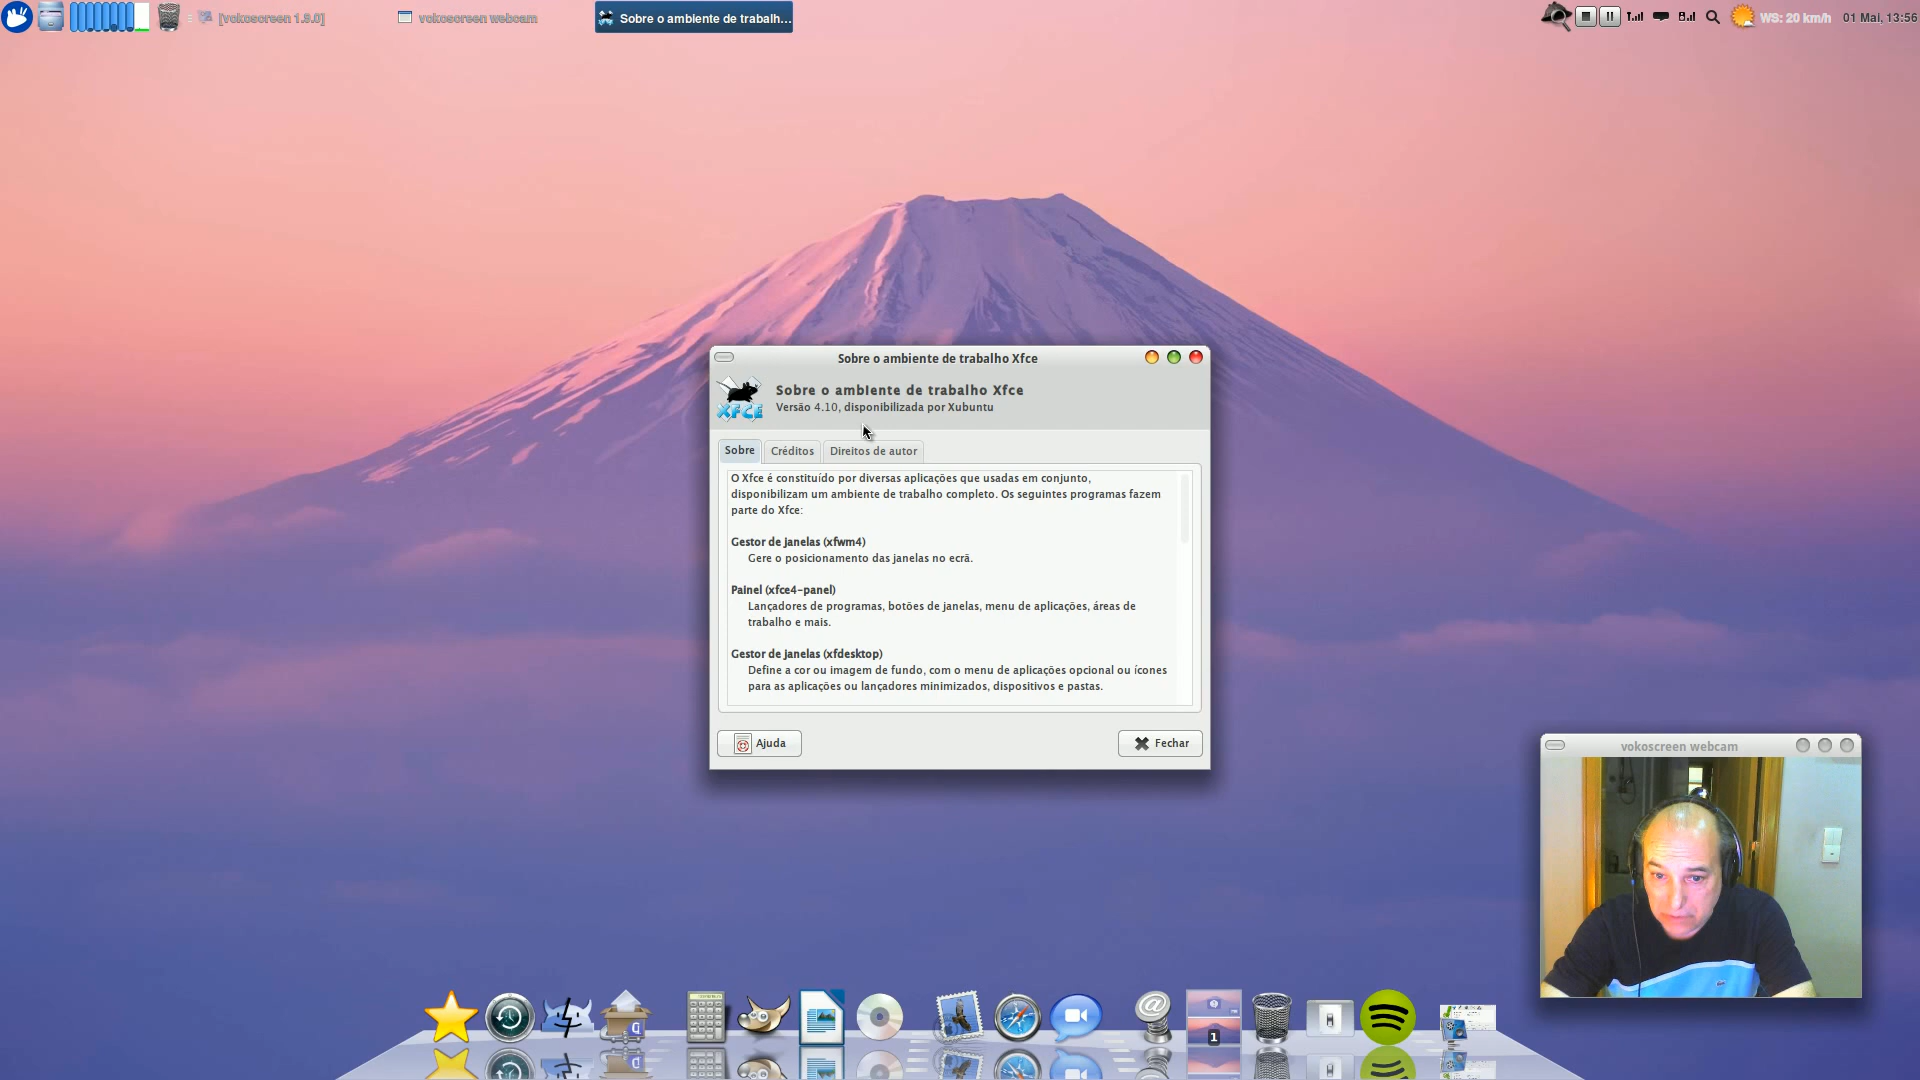 [vokoscreen 1.9.0]
vokoscreen webcam
Sobre o ambiente de trabalh...
WS: 20 km/h
01 Mai, 13:56
Sobre o ambiente de trabalho Xfce
XFCE
Sobre o ambiente de trabalho Xfce
Versão 4.10, disponibilizada por Xubuntu
Sobre
Créditos
Direitos de autor
O Xfce é constituído por diversas aplicações que usadas em conjunto,
disponibilizam um ambiente de trabalho completo. Os seguintes programas fazem
parte do Xfce:
Gestor de janelas (xfwm4)
Gere o posicionamento das janelas no ecrã.
Painel (xfce4-panel)
Lançadores de programas, botões de janelas, menu de aplicações, áreas de
trabalho e mais.
Gestor de janelas (xfdesktop)
Define a cor ou imagem de fundo, com o menu de aplicações opcional ou ícones
para as aplicações ou lançadores minimizados, dispositivos e pastas.
Ajuda
Fechar
vokoscreen webcam
@
1